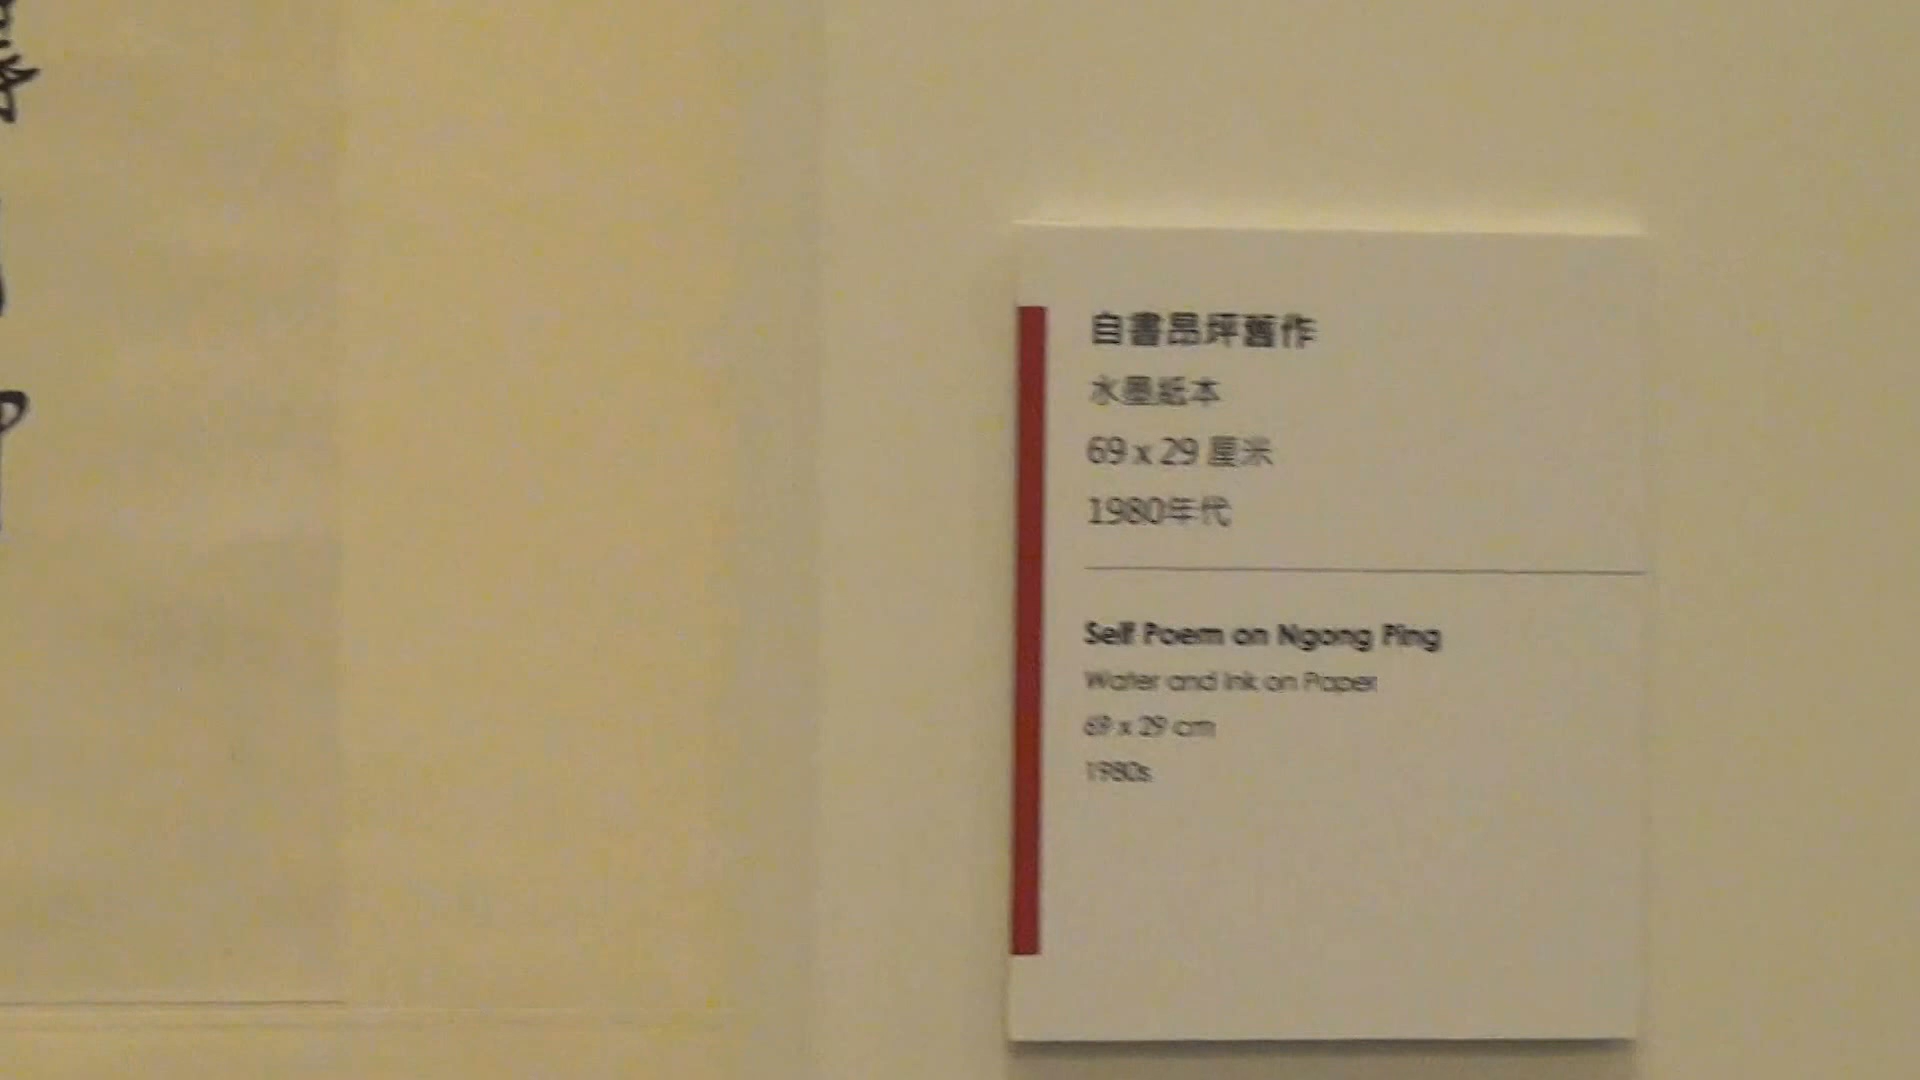 自書昂坪舊作
水墨紙本
69 x 29 厘米
1980年代
Self Poem on Ngong Ping
Water and Ink on Paper
69 x 29 cm
1980s